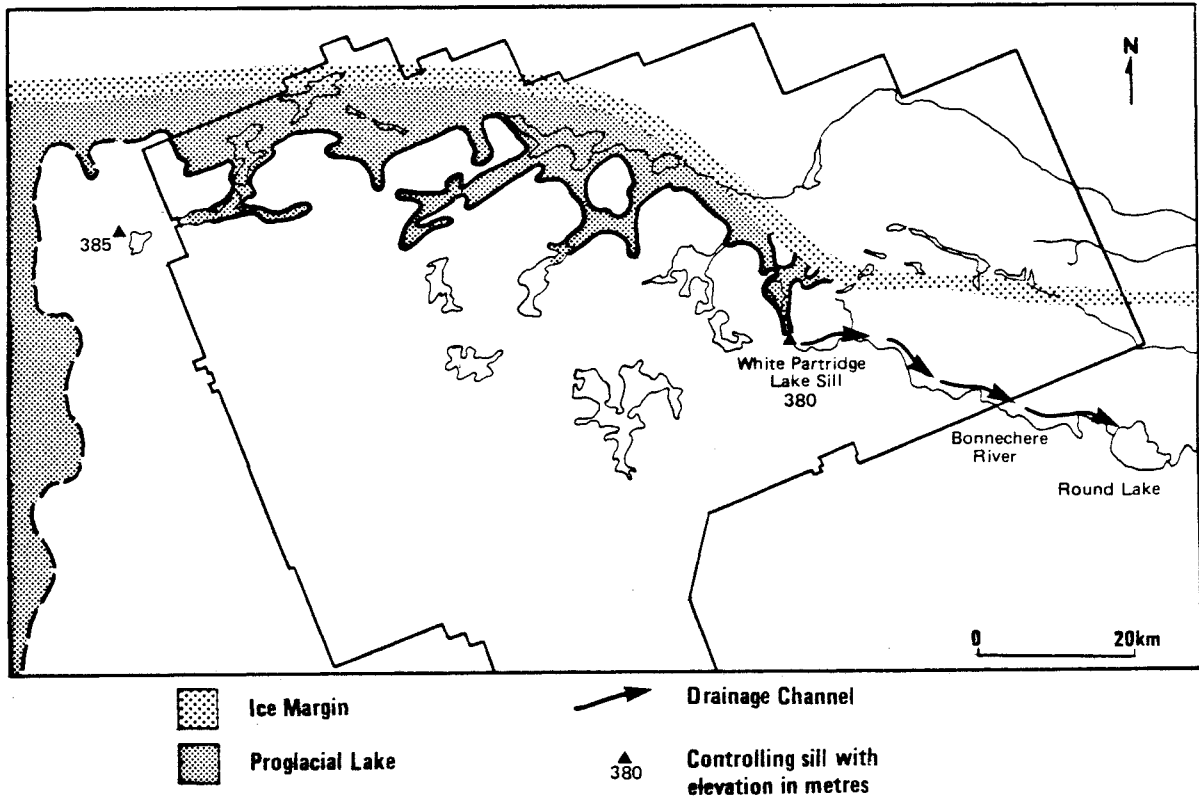 N
385
White Partridge
Lake Sill
380
Bonnechere
River
Round Lake
0 20km
Ice Margin
Drainage Channel
Proglacial Lake
380
Controlling sill with
elevation in metres